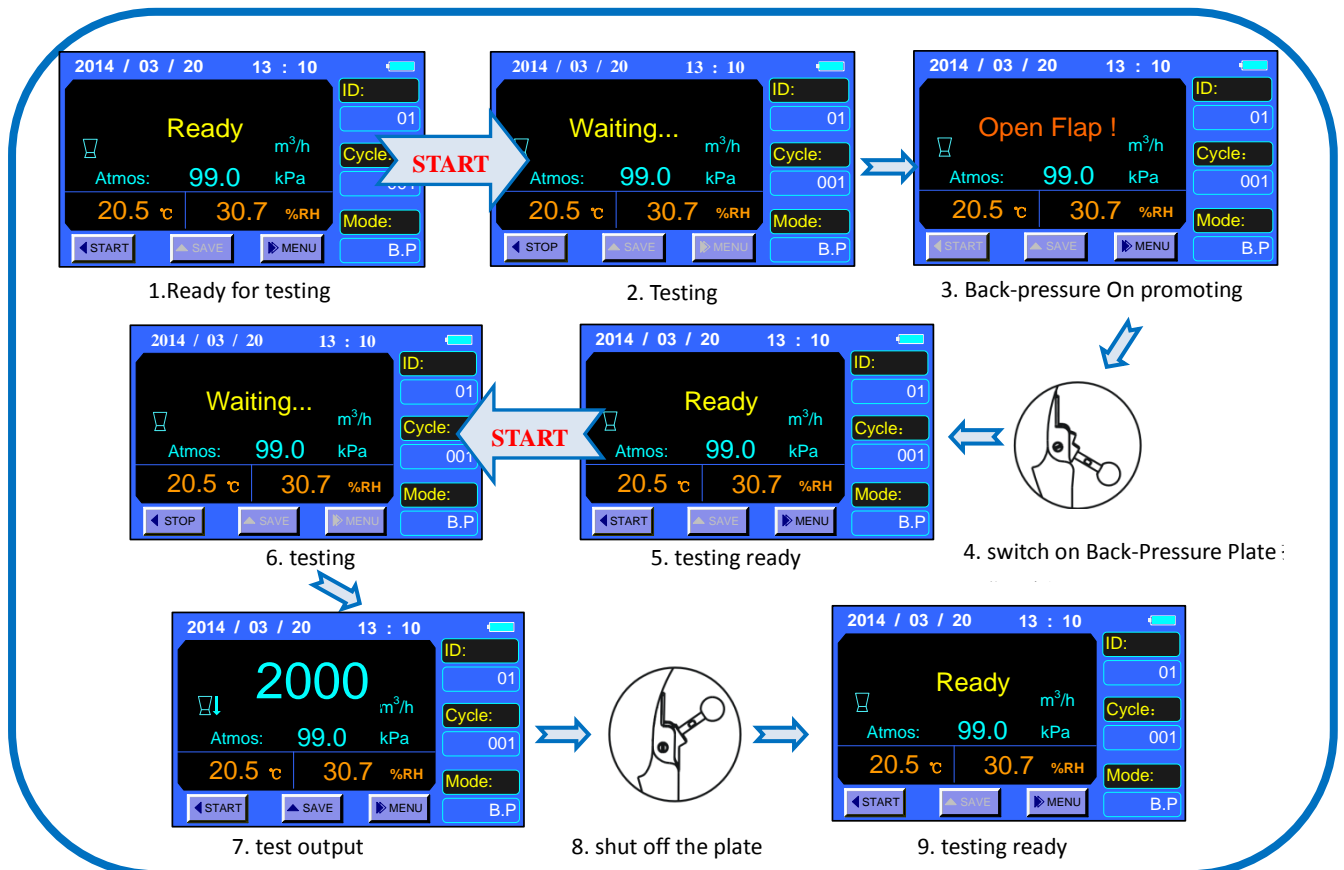 2014 / 03 / 20 13 : 10
ID:
01
Ready
m³/h
Cycle:
Atmos: 99.0 kPa
20.5 ℃ 30.7 %RH
Mode:
START SAVE MENU
B.P
1.Ready for testing
START
2014 / 03 / 20 13 : 10
ID:
01
Waiting...
m³/h
Cycle:
Atmos: 99.0 kPa
001
20.5 ℃ 30.7 %RH
Mode:
STOP SAVE MENU
B.P
2. Testing
2014 / 03 / 20 13 : 10
ID:
01
Open Flap !
m³/h
Cycle：
Atmos: 99.0 kPa
001
20.5 ℃ 30.7 %RH
Mode:
START SAVE MENU
B.P
3. Back-pressure On promoting
4. switch on Back-Pressure Plate
2014 / 03 / 20 13 : 10
ID:
01
Ready
m³/h
Cycle：
Atmos: 99.0 kPa
001
20.5 ℃ 30.7 %RH
Mode:
START SAVE MENU
B.P
5. testing ready
START
2014 / 03 / 20 13 : 10
ID:
01
Waiting...
m³/h
Cycle:
Atmos: 99.0 kPa
001
20.5 ℃ 30.7 %RH
Mode:
STOP SAVE MENU
B.P
6. testing
2014 / 03 / 20 13 : 10
ID:
01
2000
m³/h
Cycle:
Atmos: 99.0 kPa
001
20.5 ℃ 30.7 %RH
Mode:
START SAVE MENU
B.P
7. test output
8. shut off the plate
2014 / 03 / 20 13 : 10
ID:
01
Ready
m³/h
Cycle：
Atmos: 99.0 kPa
001
20.5 ℃ 30.7 %RH
Mode:
START SAVE MENU
B.P
9. testing ready